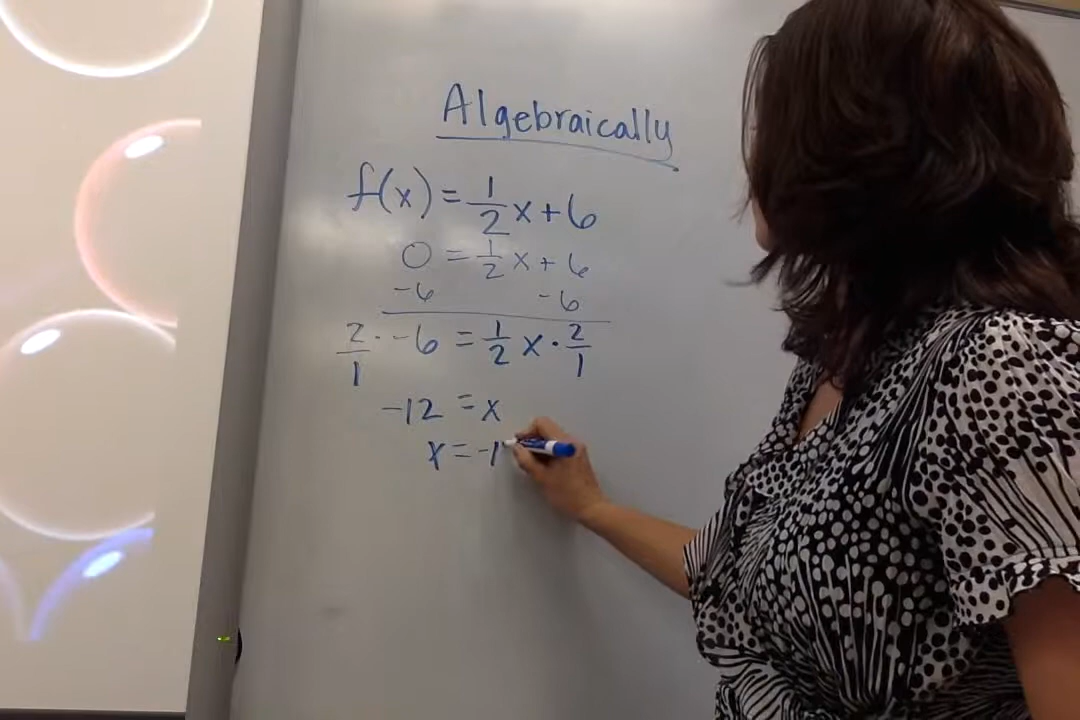 Algebraically
f(x) = 1/2 x + 6
0 = 1/2 x + 6
-6 -6
2/1 · -6 = 1/2 x · 2/1
-12 = x
x = -1